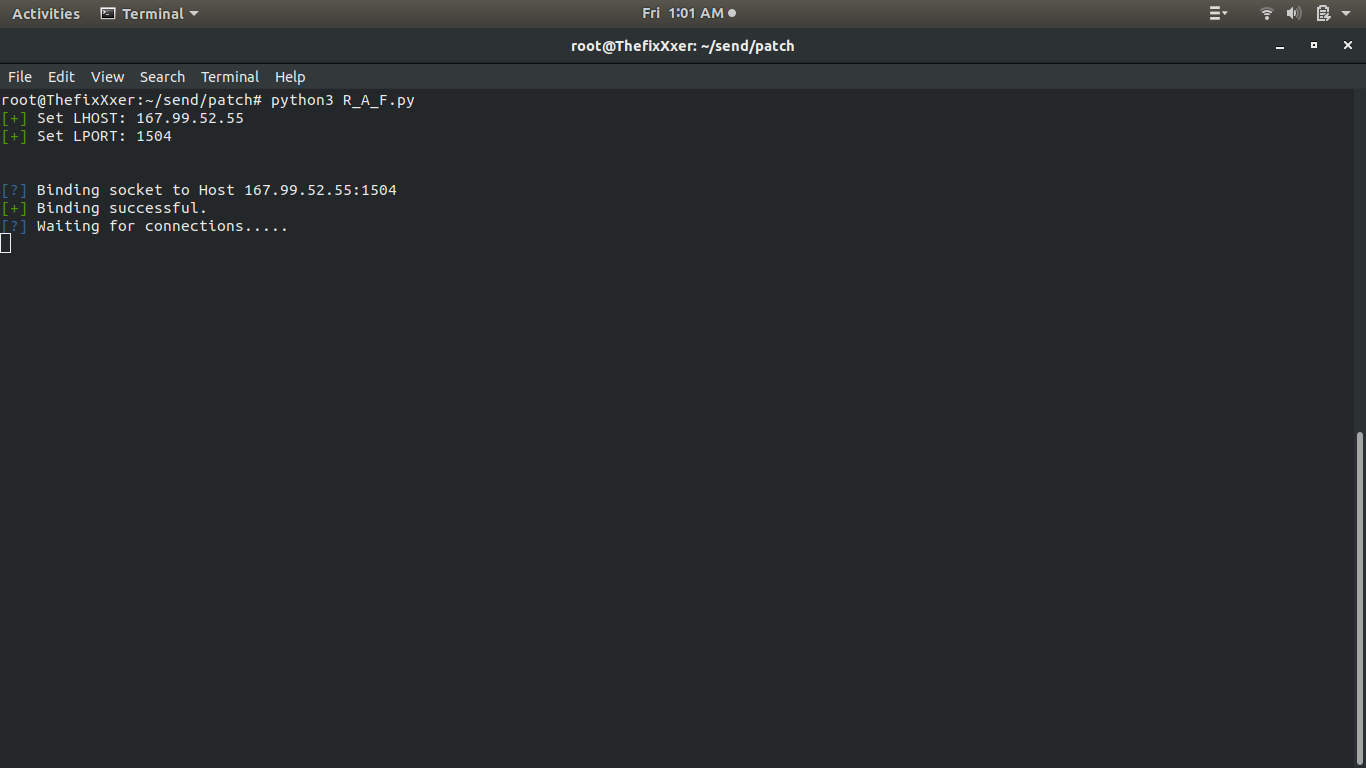 Activities Terminal Fri 1:01 AM
root@ThefixXxer: ~/send/patch
File Edit View Search Terminal Help
root@ThefixXxer:~/send/patch# python3 R_A_F.py
[+] Set LHOST: 167.99.52.55
[+] Set LPORT: 1504
[?] Binding socket to Host 167.99.52.55:1504
[+] Binding successful.
[?] Waiting for connections.....